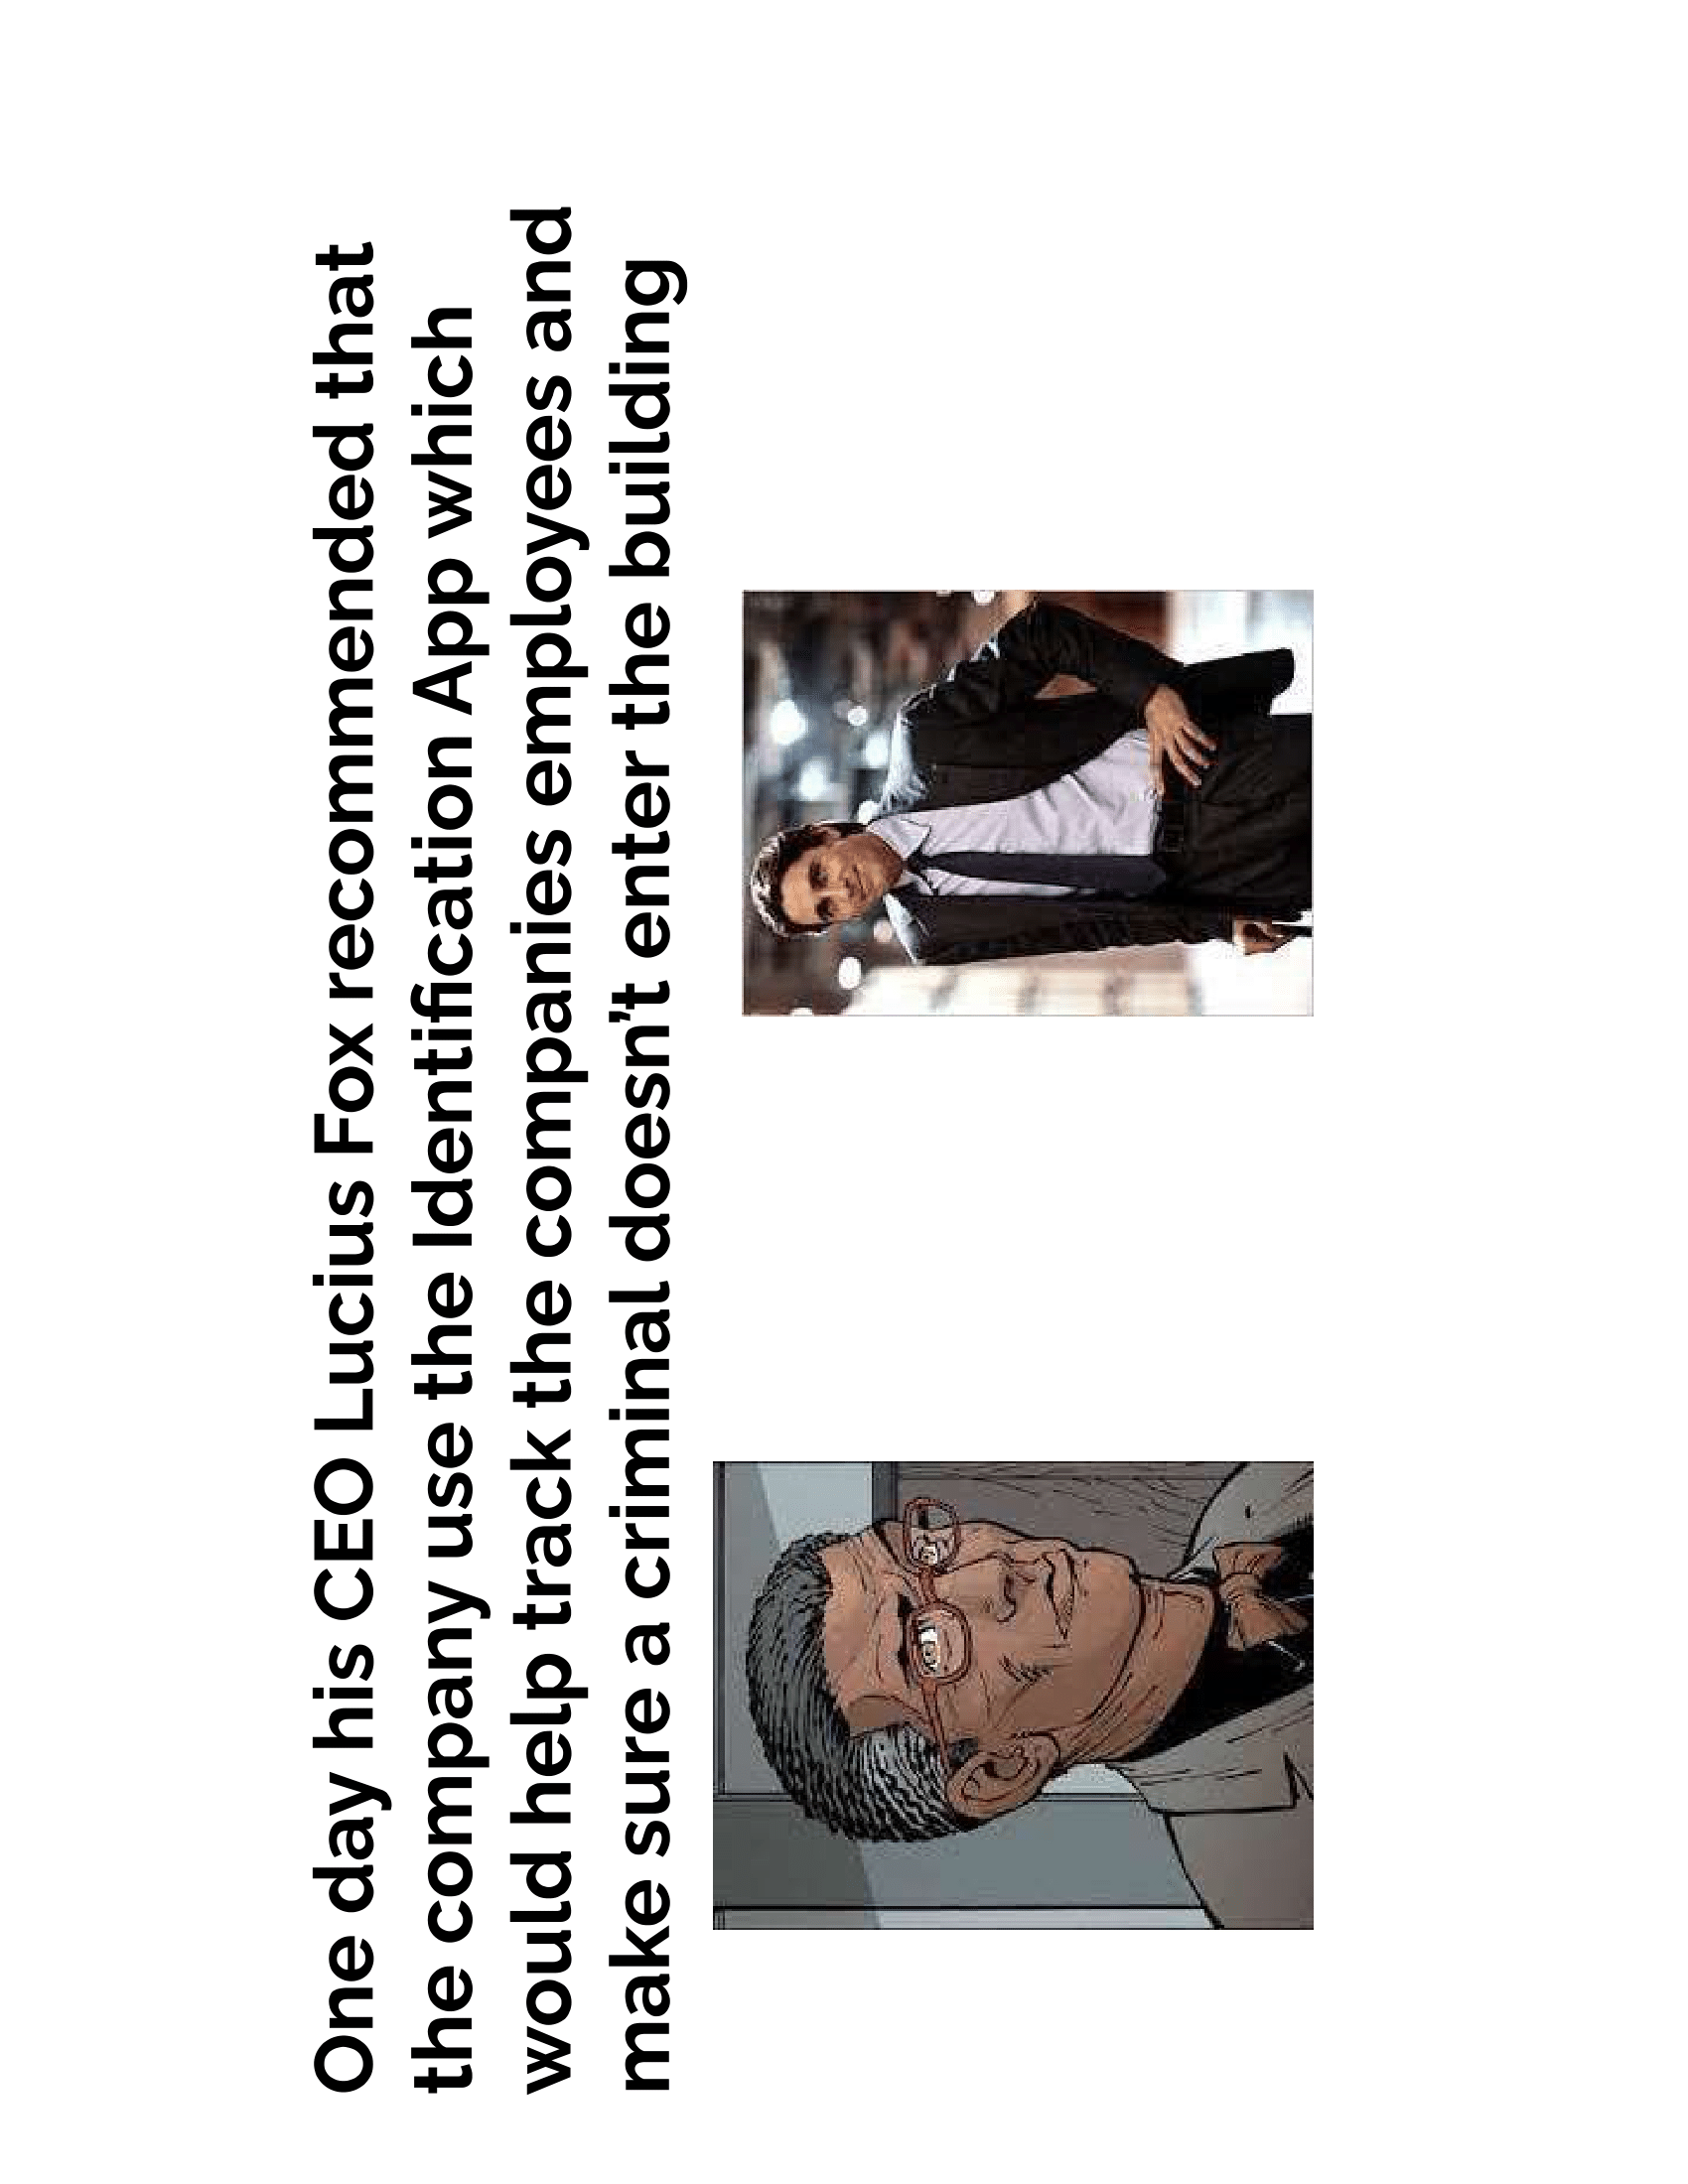 One day his CEO Lucius Fox recommended that
the company use the Identification App which
would help track the companies employees and
make sure a criminal doesn't enter the building